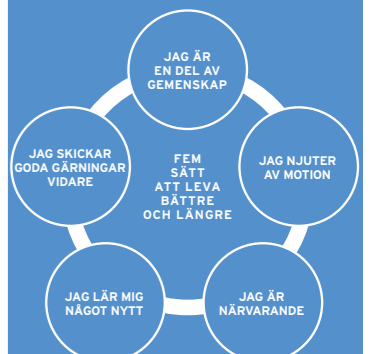 JAG ÄR
EN DEL AV
GEMENSKAP
JAG SKICKAR
GODA GÄRNINGAR
VIDARE
FEM
SÄTT
ATT LEVA
BÄTTRE
OCH LÄNGRE
JAG NJUTER
AV MOTION
JAG LÄR MIG
NÅGOT NYTT
JAG ÄR
NÄRVARANDE